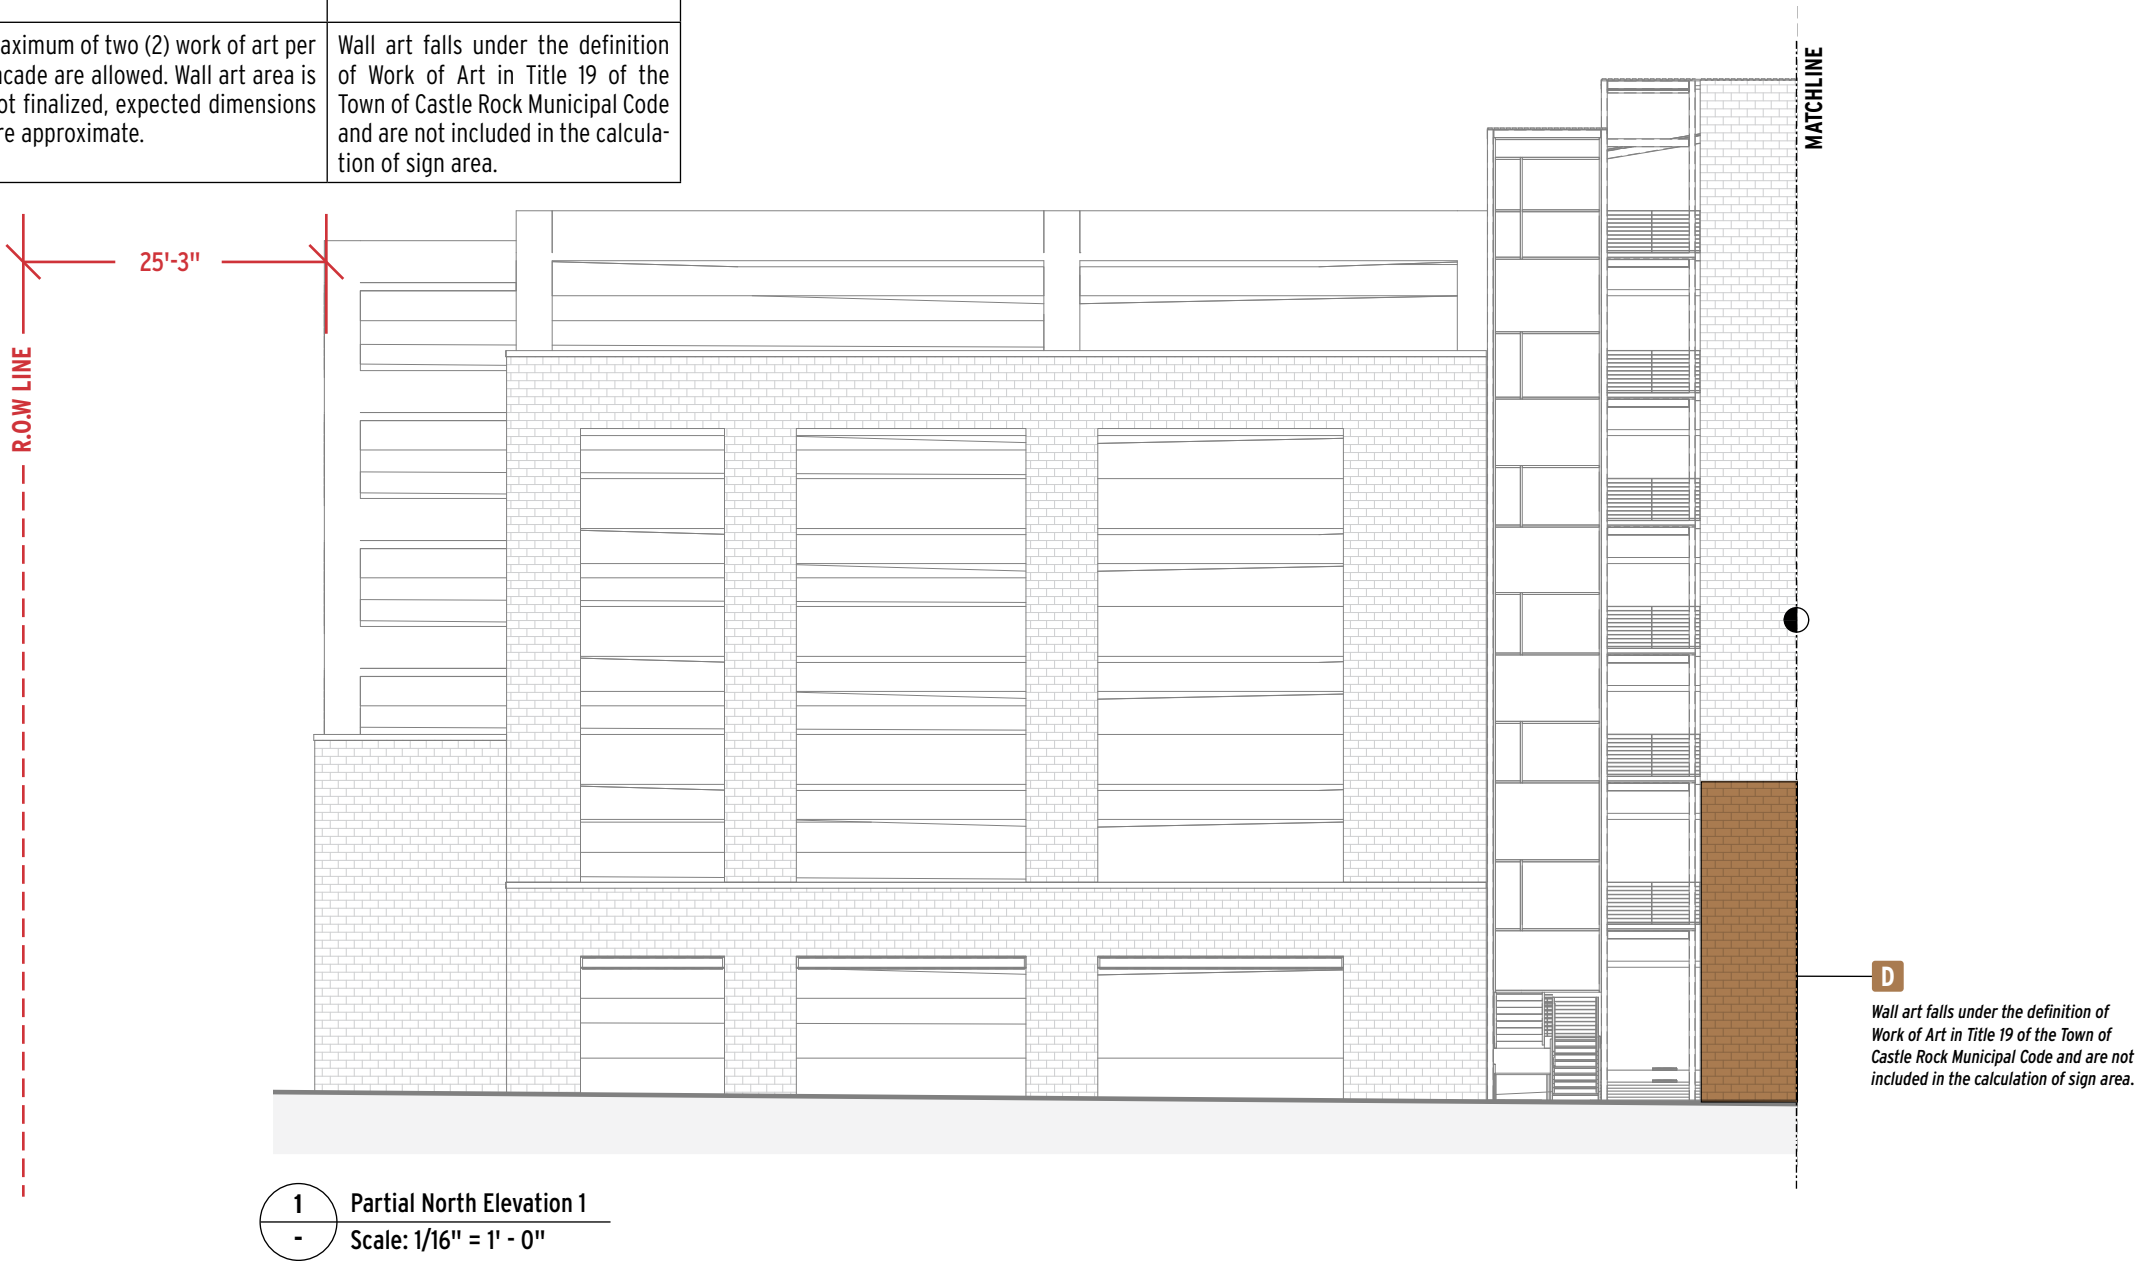 aximum of two (2) work of art per
acade are allowed. Wall art area is
ot finalized, expected dimensions
re approximate.
Wall art falls under the definition
of Work of Art in Title 19 of the
Town of Castle Rock Municipal Code
and are not included in the calcula-
tion of sign area.
MATCHLINE
25'-3"
R.O.W LINE
D
Wall art falls under the definition of
Work of Art in Title 19 of the Town of
Castle Rock Municipal Code and are not
included in the calculation of sign area.
1
-
Partial North Elevation 1
Scale: 1/16" = 1' - 0"